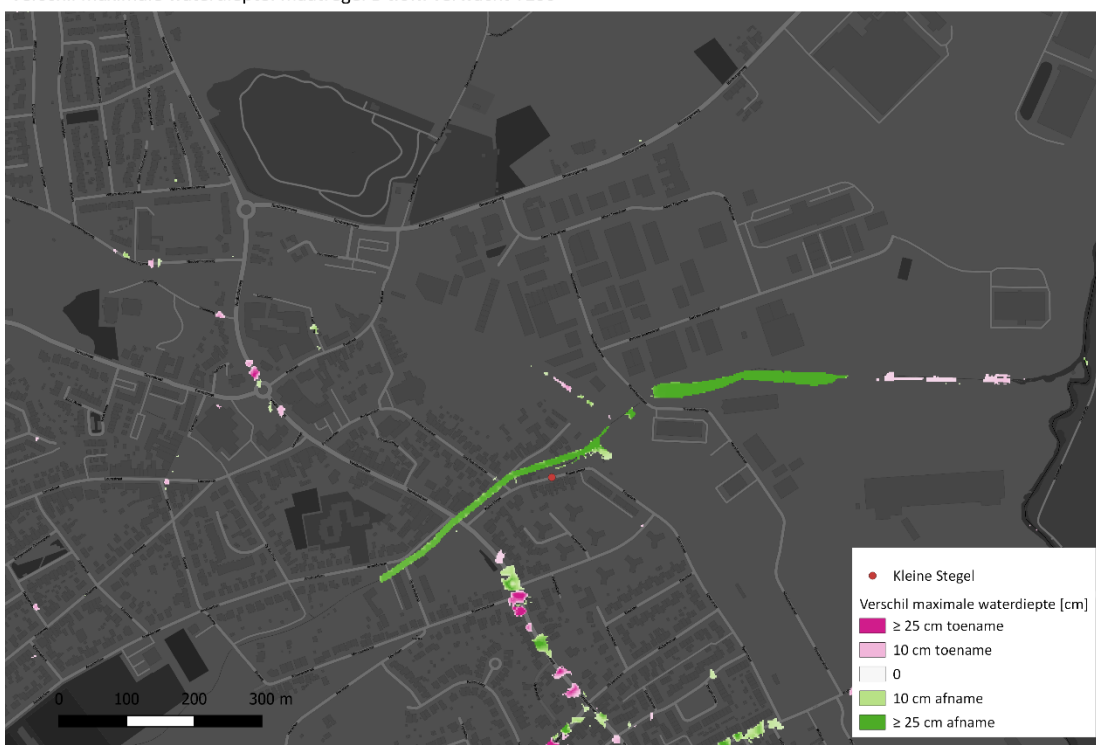 Kleine Stegel
Verschil maximale waterdiepte [cm]
≥ 25 cm toename
10 cm toename
0
10 cm afname
≥ 25 cm afname
0 100 200 300 m